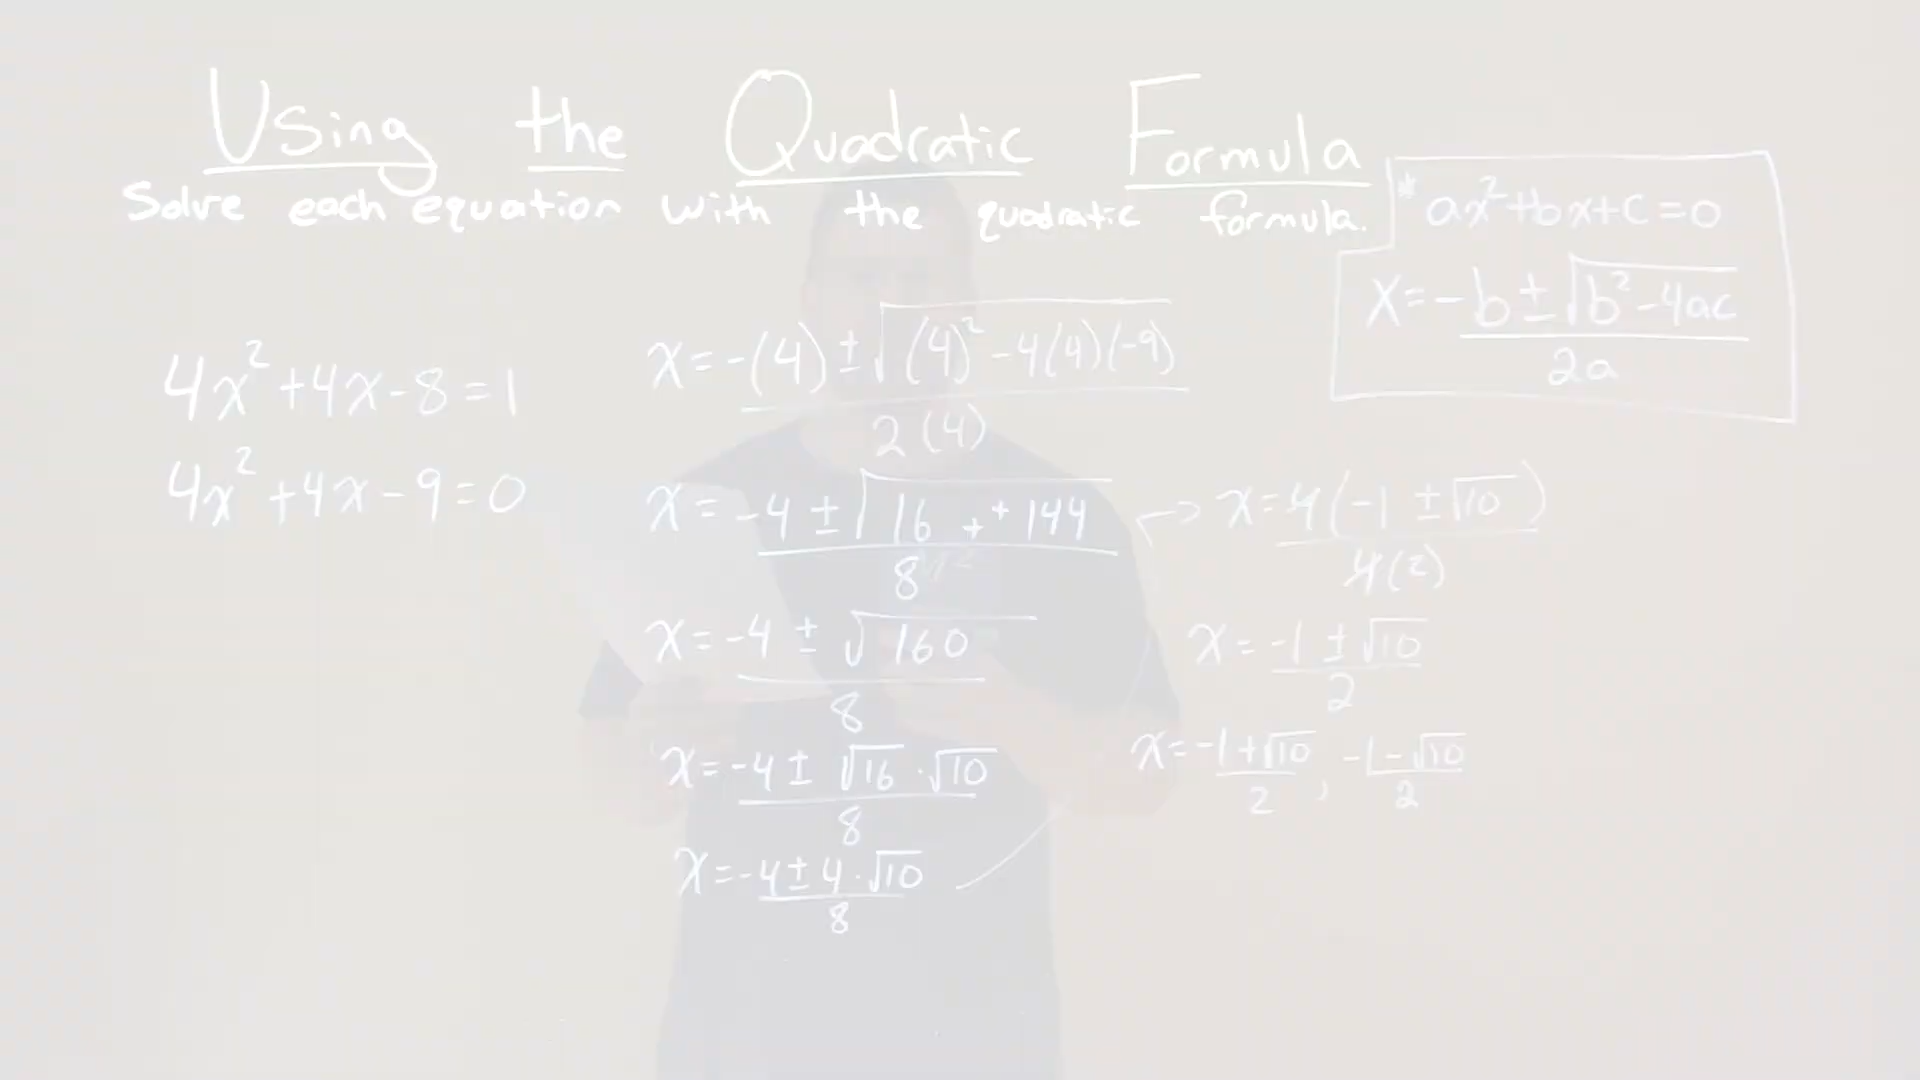 Using the Quadratic Formula
Solve each equation with the quadratic formula.
* ax²+bx+c=0
x=-b±√b²-4ac
2a
4x²+4x-8=1
4x²+4x-9=0
x=-(4)±√(4)²-4(4)(-9)
2(4)
x=-4±√16++144
8
x=-4±√160
8
x=-4±√16·√10
8
x=-4±4·√10
8
x=4(-1±√10)
4(2)
x=-1±√10
2
x=-1+√10, -1-√10
2 2